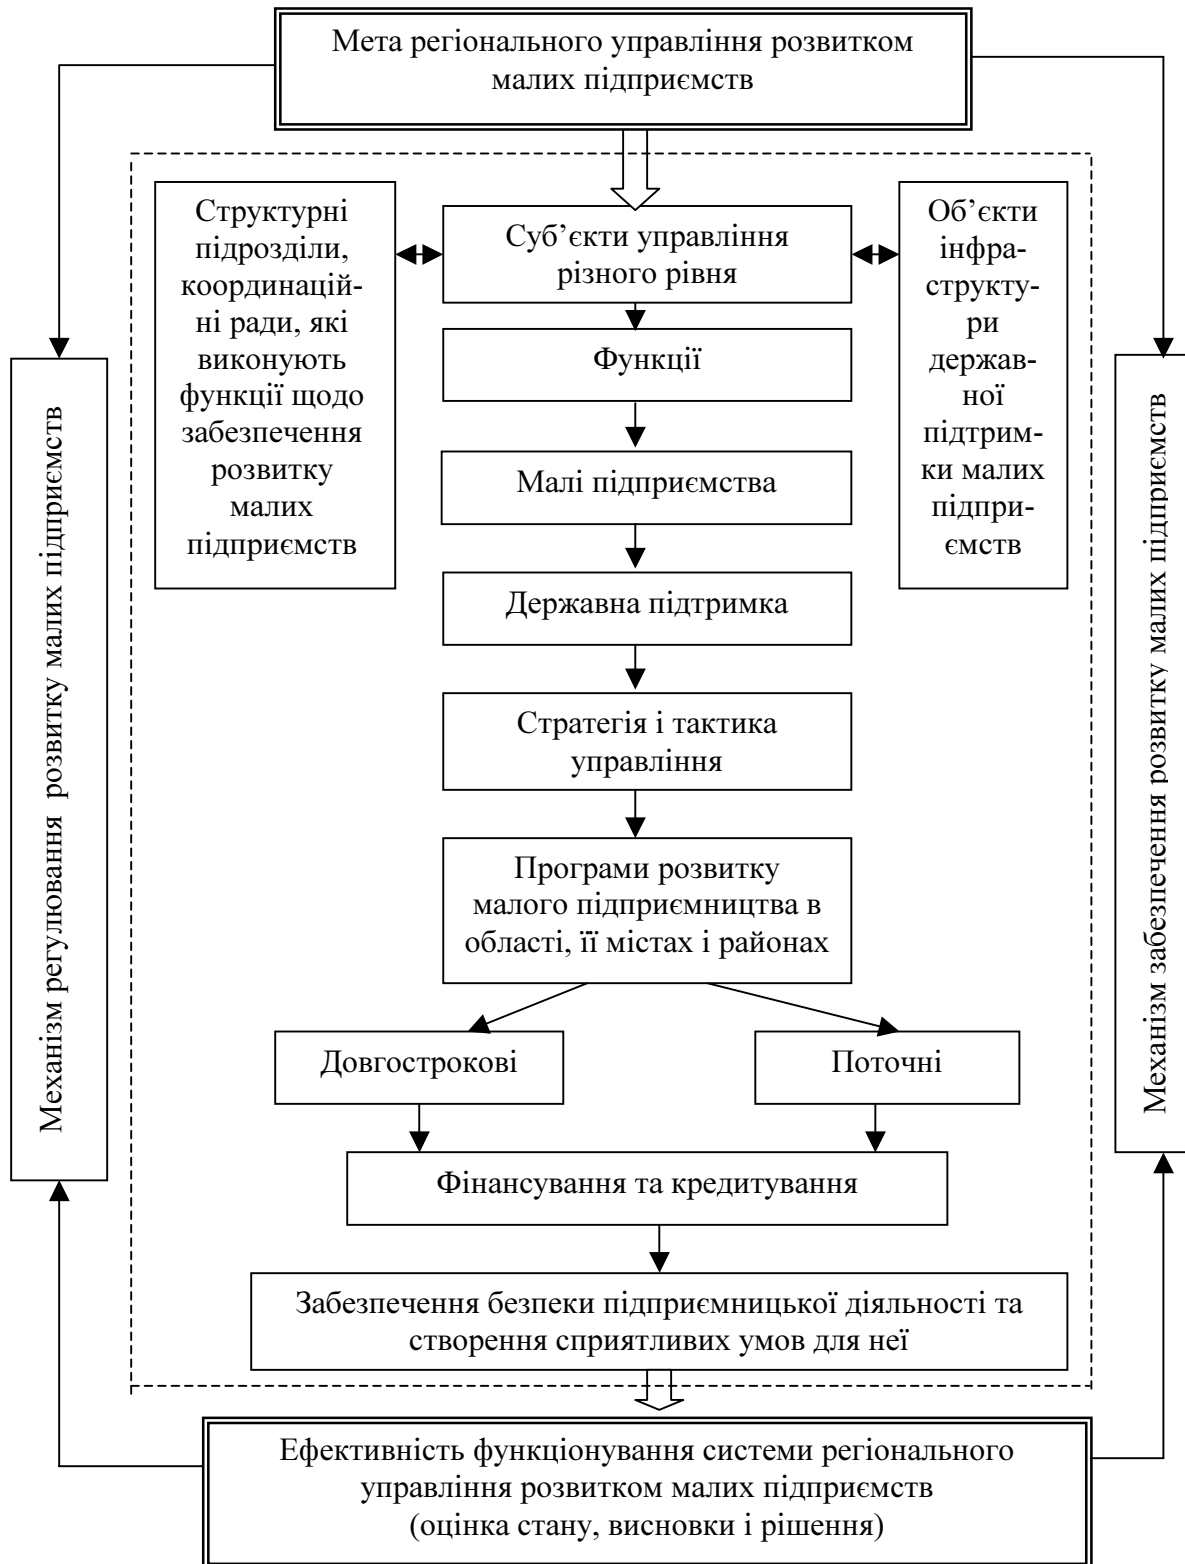 Мета регіонального управління розвитком
малих підприємств
Структурні
підрозділи,
координацій-
ні ради, які
виконують
функції щодо
забезпечення
розвитку
малих
підприємств
Суб’єкти управління
різного рівня
Об’єкти
інфра-
структу-
ри
держав-
ної
підтрим-
ки малих
підпри-
ємств
Функції
Малі підприємства
Державна підтримка
Стратегія і тактика
управління
Програми розвитку
малого підприємництва в
області, її містах і районах
Довгострокові
Поточні
Фінансування та кредитування
Забезпечення безпеки підприємницької діяльності та
створення сприятливих умов для неї
Механізм регулювання розвитку малих підприємств
Механізм забезпечення розвитку малих підприємств
Ефективність функціонування системи регіонального
управління розвитком малих підприємств
(оцінка стану, висновки і рішення)